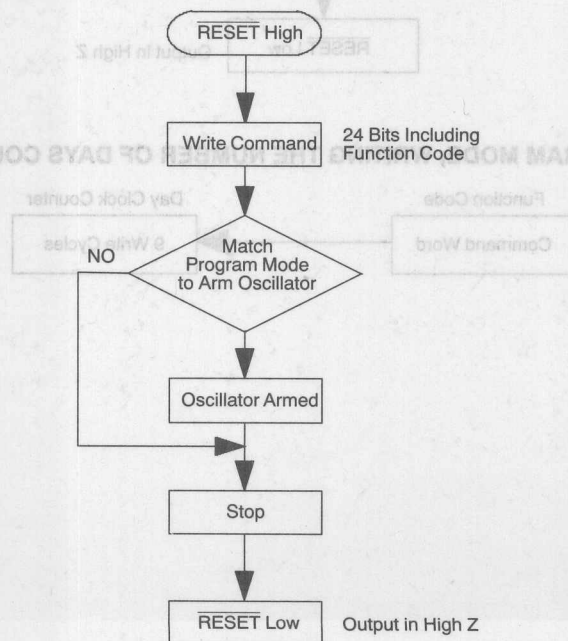 RESET High
Write Command
24 Bits Including
Function Code
Match
Program Mode
to Arm Oscillator
NO
Oscillator Armed
Stop
RESET Low
Output in High Z